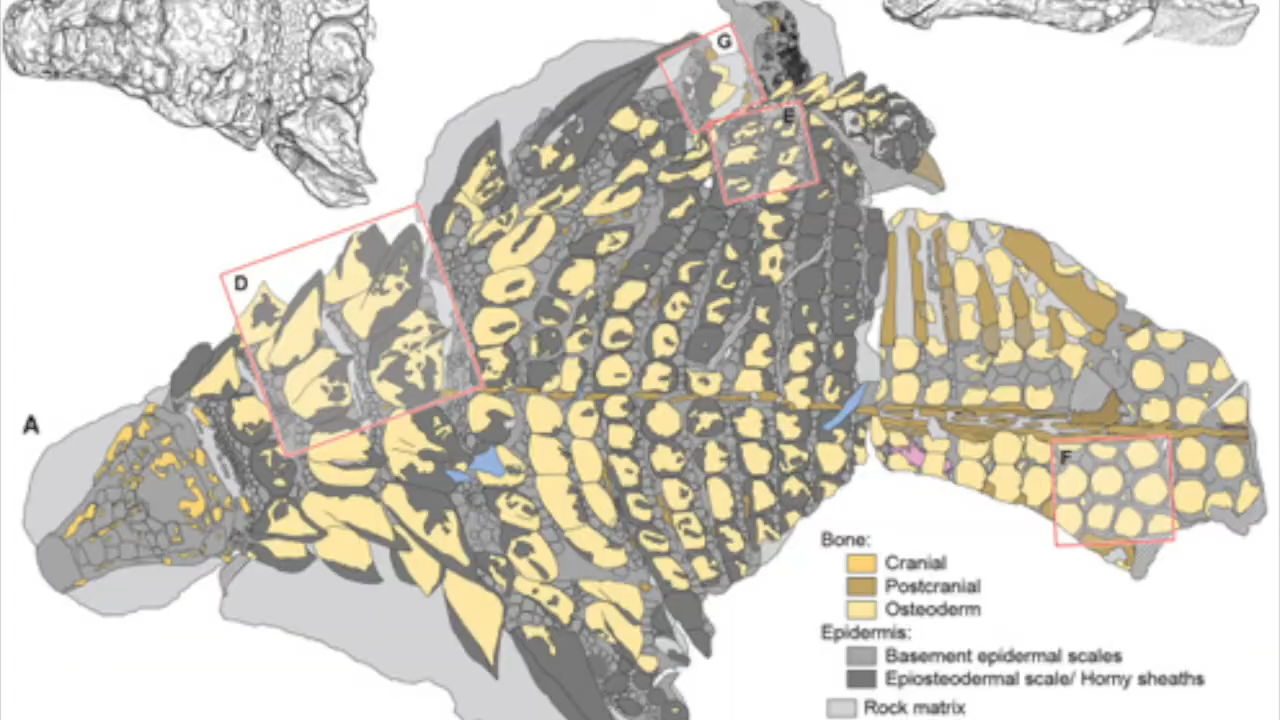 G
E
D
A
F
Bone:
Cranial
Postcranial
Osteoderm
Epidermis:
Basement epidermal scales
Epiosteodermal scale/ Horny sheaths
Rock matrix